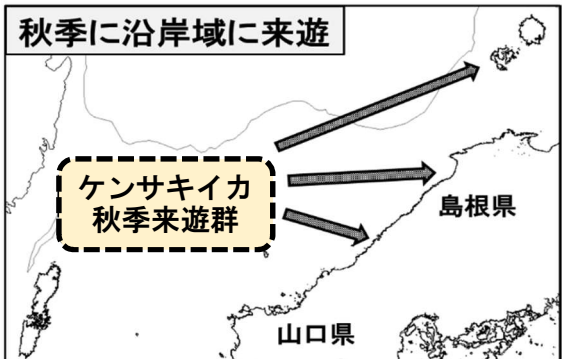 秋季に沿岸域に来遊
ケンサキイカ
秋季来遊群
島根県
山口県